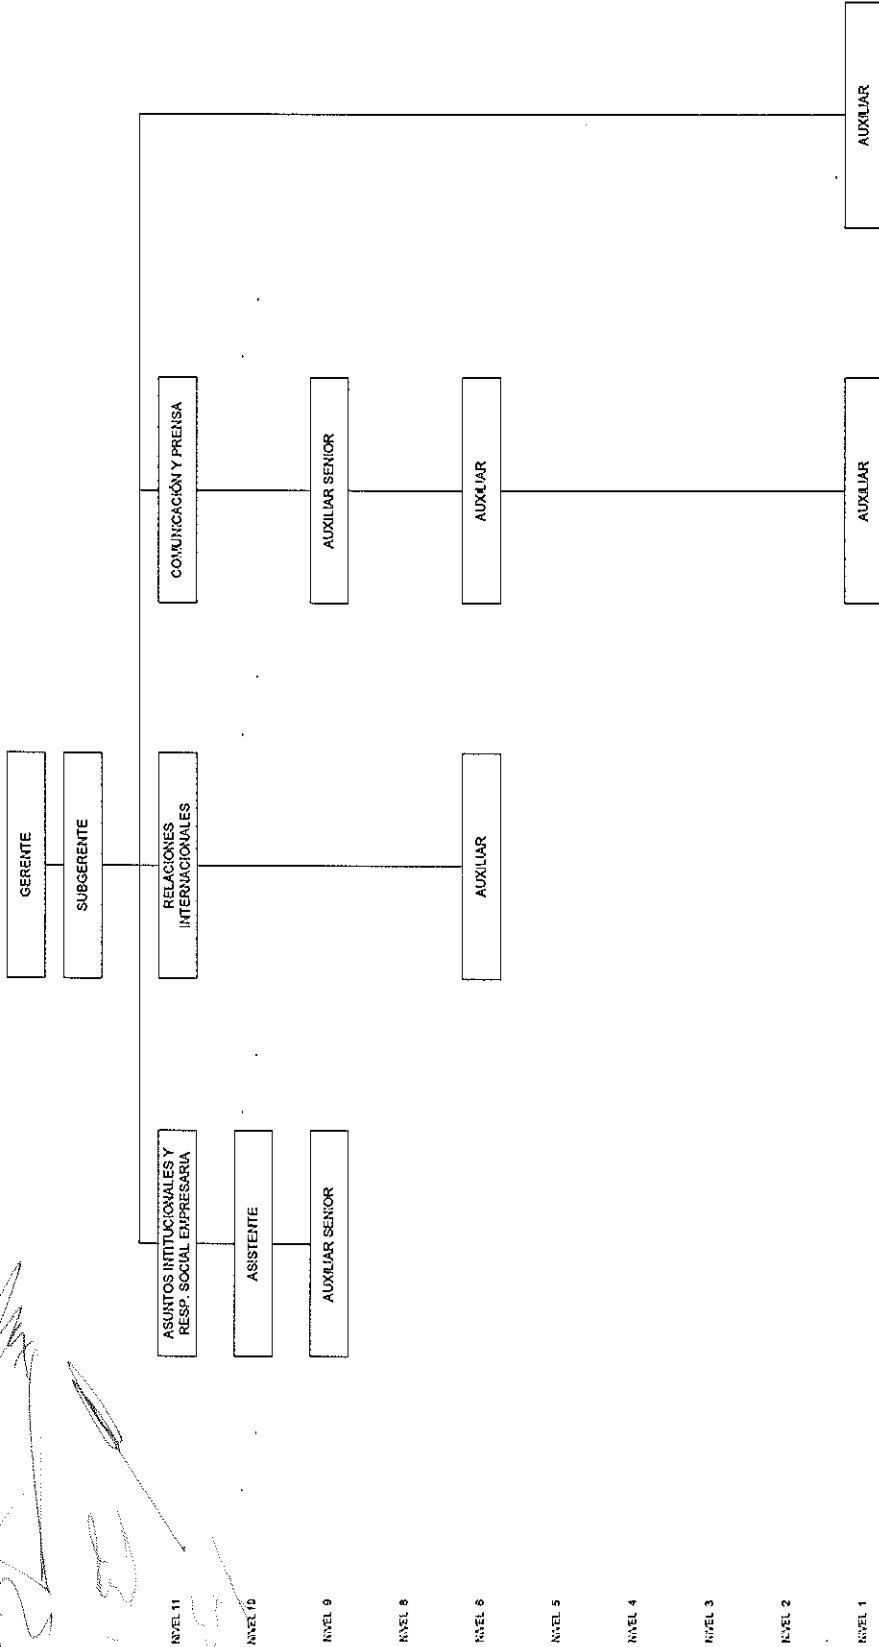 GERENTE
SUBGERENTE
NIVEL 11
ASUNTOS INTITUCIONALES Y
RESP. SOCIAL EMPRESARIA
RELACIONES
INTERNACIONALES
COMUNICACIÓN Y PRENSA
NIVEL 10
ASISTENTE
NIVEL 9
AUXILIAR SENIOR
AUXILIAR SENIOR
NIVEL 8
NIVEL 6
AUXILIAR
AUXILIAR
NIVEL 5
NIVEL 4
NIVEL 3
NIVEL 2
NIVEL 1
AUXILIAR
AUXILIAR